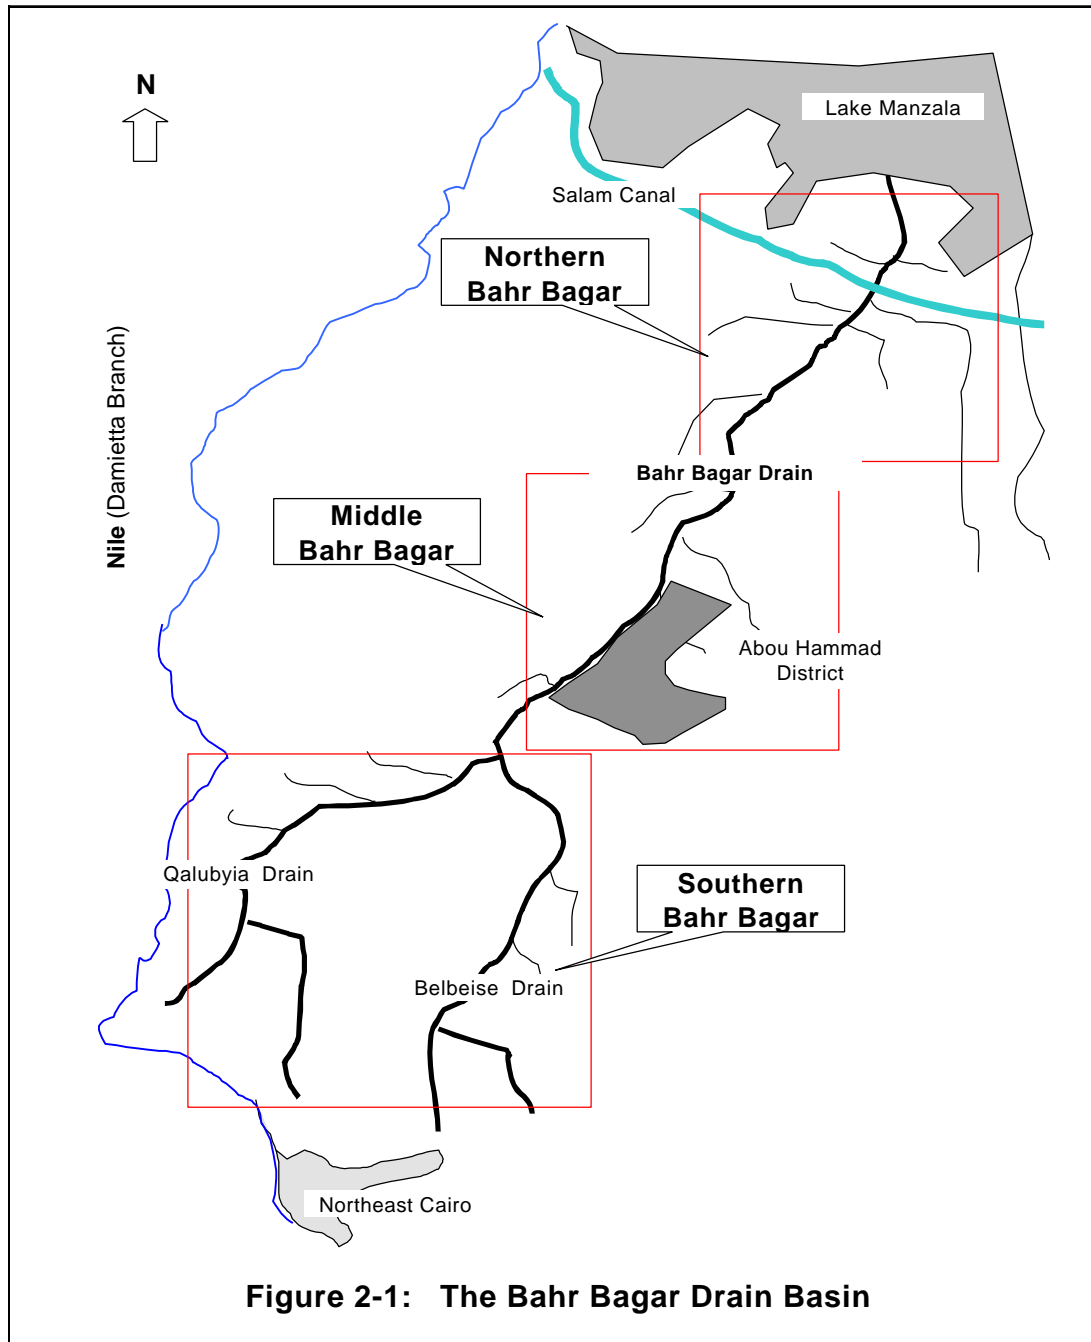 N
Lake Manzala
Salam Canal
Northern
Bahr Bagar
Nile (Damietta Branch)
Bahr Bagar Drain
Middle
Bahr Bagar
Abou Hammad
District
Qalubyia Drain
Southern
Bahr Bagar
Belbeise Drain
Northeast Cairo
Figure 2-1: The Bahr Bagar Drain Basin